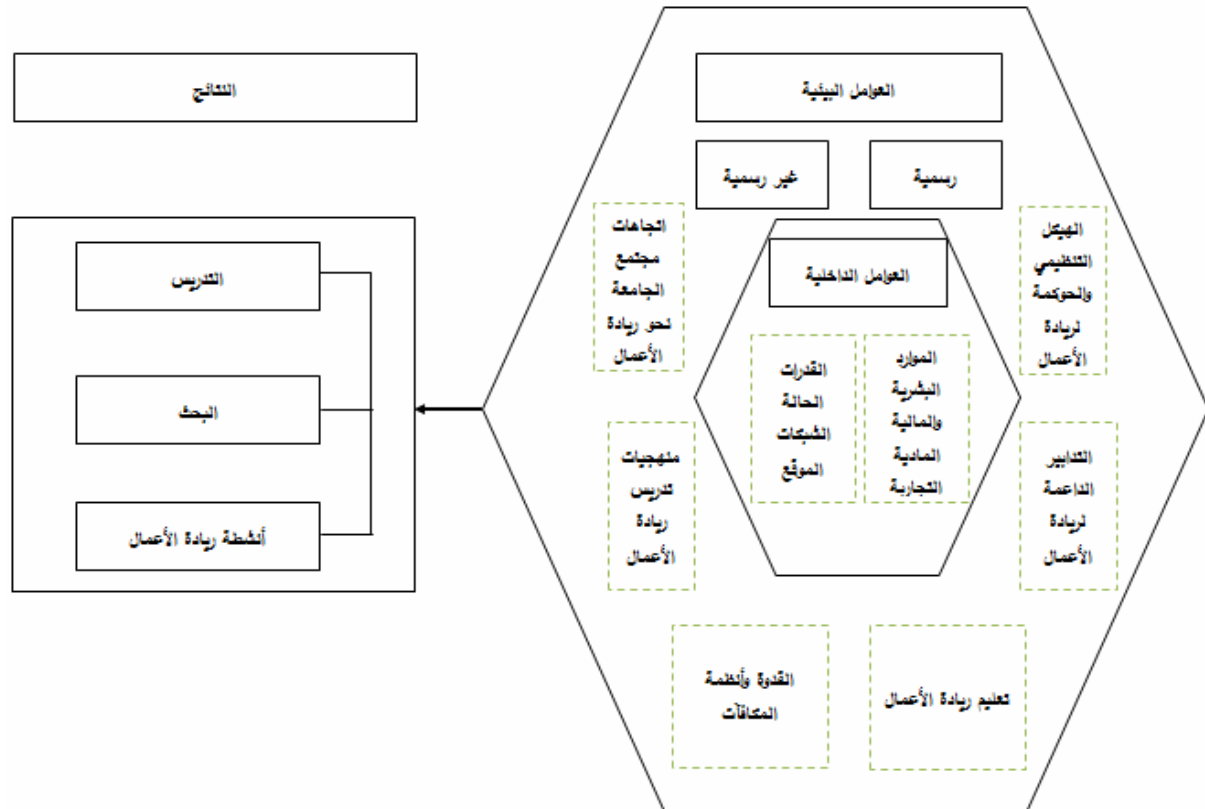 العوامل البيئية
رسمية
غير رسمية
الهيكل
التنظيمي
والحوكمة
لريادة
الأعمال
اتجاهات
مجتمع
الجامعة
نحو ريادة
الأعمال
العوامل الداخلية
الموارد
البشرية
والمالية
المادية
التجارية
القدرات
الحالة
الشبكات
الموقع
التدابير
الداعمة
لريادة
الأعمال
منهجيات
تدريس
ريادة
الأعمال
تعليم ريادة الأعمال
القدوة وأنظمة
المكافآت
النتائج
التدريس
البحث
أنشطة ريادة الأعمال